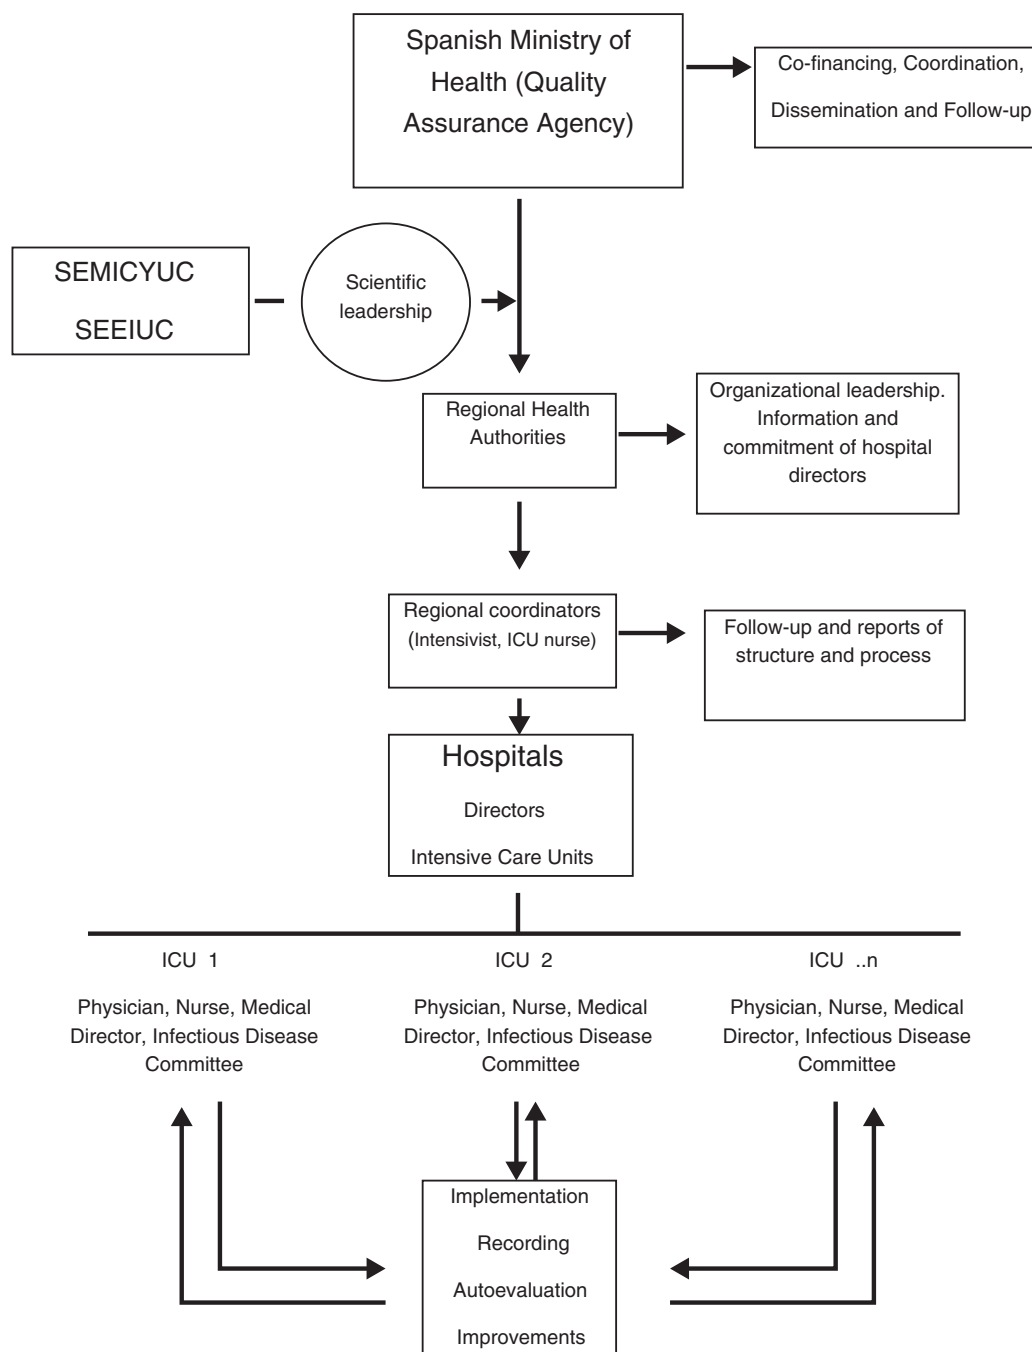 Spanish Ministry of
Health (Quality
Assurance Agency)
Co-financing, Coordination,
Dissemination and Follow-up
SEMICYUC
SEEIUC
Scientific
leadership
Regional Health
Authorities
Organizational leadership.
Information and
commitment of hospital
directors
Regional coordinators
(Intensivist, ICU nurse)
Follow-up and reports of
structure and process
Hospitals
Directors
Intensive Care Units
ICU 1
Physician, Nurse, Medical
Director, Infectious Disease
Committee
ICU 2
Physician, Nurse, Medical
Director, Infectious Disease
Committee
ICU ..n
Physician, Nurse, Medical
Director, Infectious Disease
Committee
Implementation
Recording
Autoevaluation
Improvements